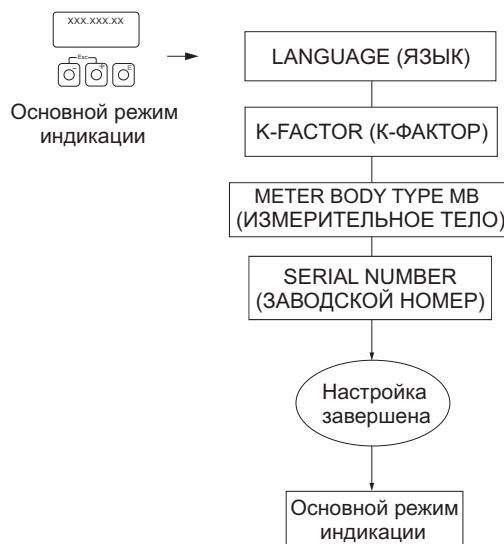 XXX.XXX.XX
Esc
- + E
Основной режим
индикации
LANGUAGE (ЯЗЫК)
K-FACTOR (К-ФАКТОР)
METER BODY TYPE MB
(ИЗМЕРИТЕЛЬНОЕ ТЕЛО)
SERIAL NUMBER
(ЗАВОДСКОЙ НОМЕР)
Настройка
завершена
Основной режим
индикации